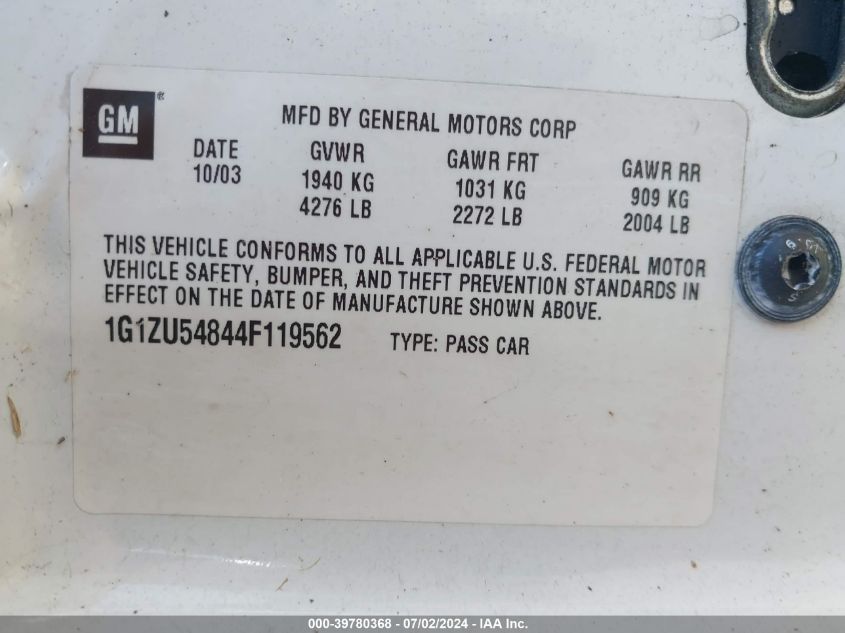 GM®
MFD BY GENERAL MOTORS CORP
DATE GVWR GAWR FRT GAWR RR
10/03 1940 KG 1031 KG 909 KG
4276 LB 2272 LB 2004 LB
THIS VEHICLE CONFORMS TO ALL APPLICABLE U.S. FEDERAL MOTOR
VEHICLE SAFETY, BUMPER, AND THEFT PREVENTION STANDARDS IN
EFFECT ON THE DATE OF MANUFACTURE SHOWN ABOVE.
1G1ZU54844F119562 TYPE: PASS CAR
000-39780368 - 07/02/2024 - IAA Inc.